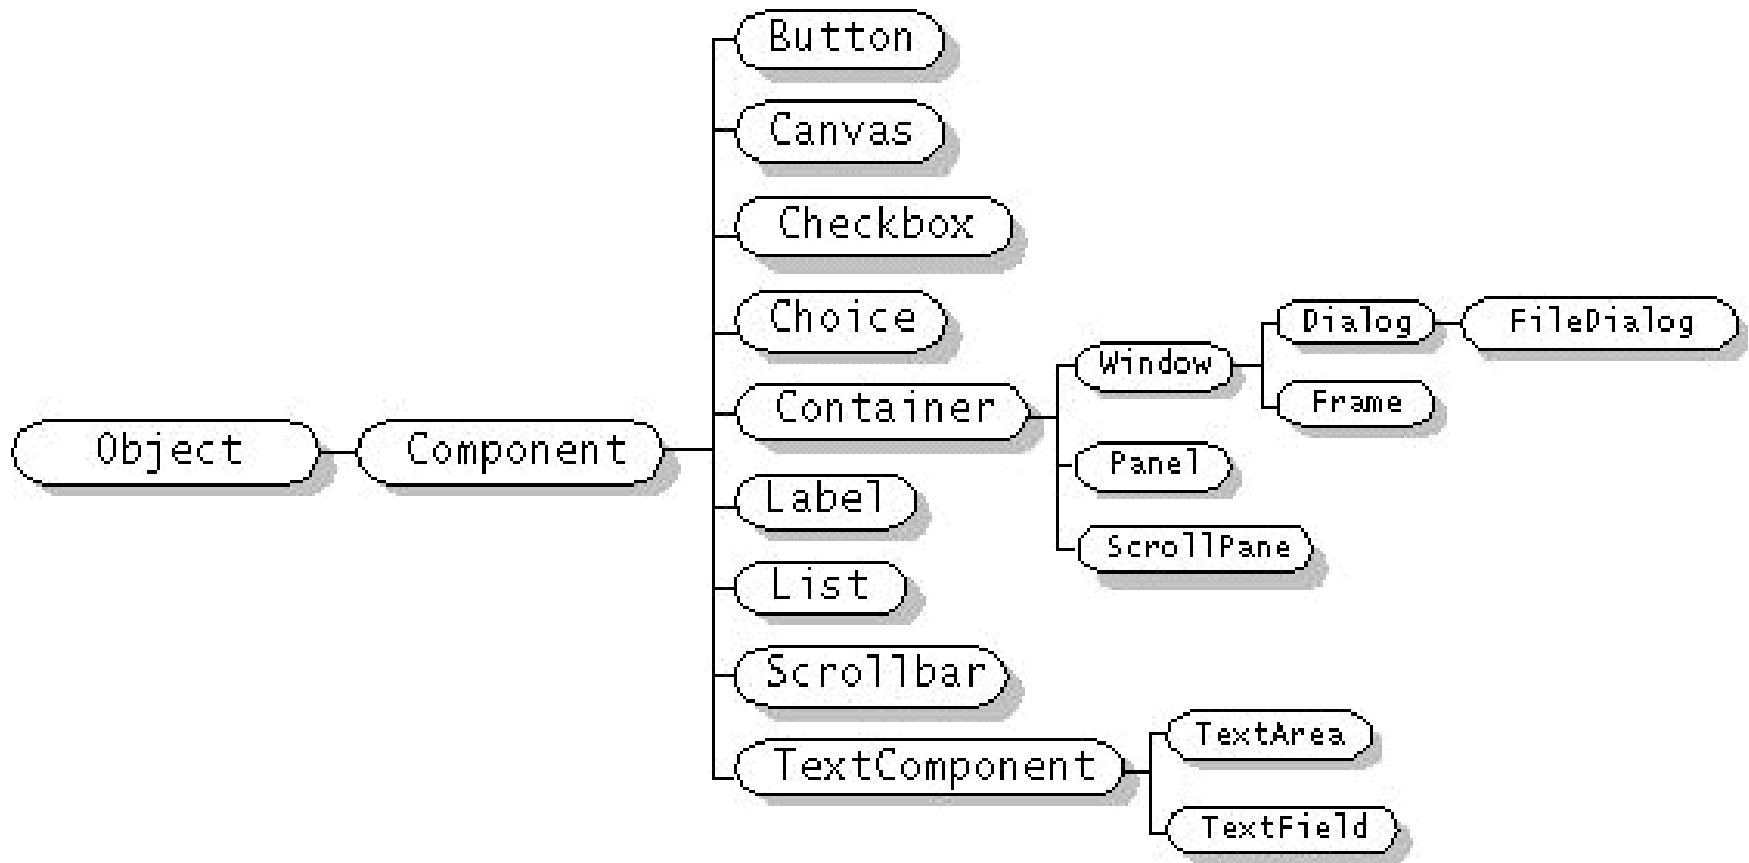 Button
Canvas
Checkbox
Choice
Dialog
FileDialog
Window
Frame
Container
Object
Component
Panel
Label
ScrollPane
List
Scrollbar
TextArea
TextComponent
TextField